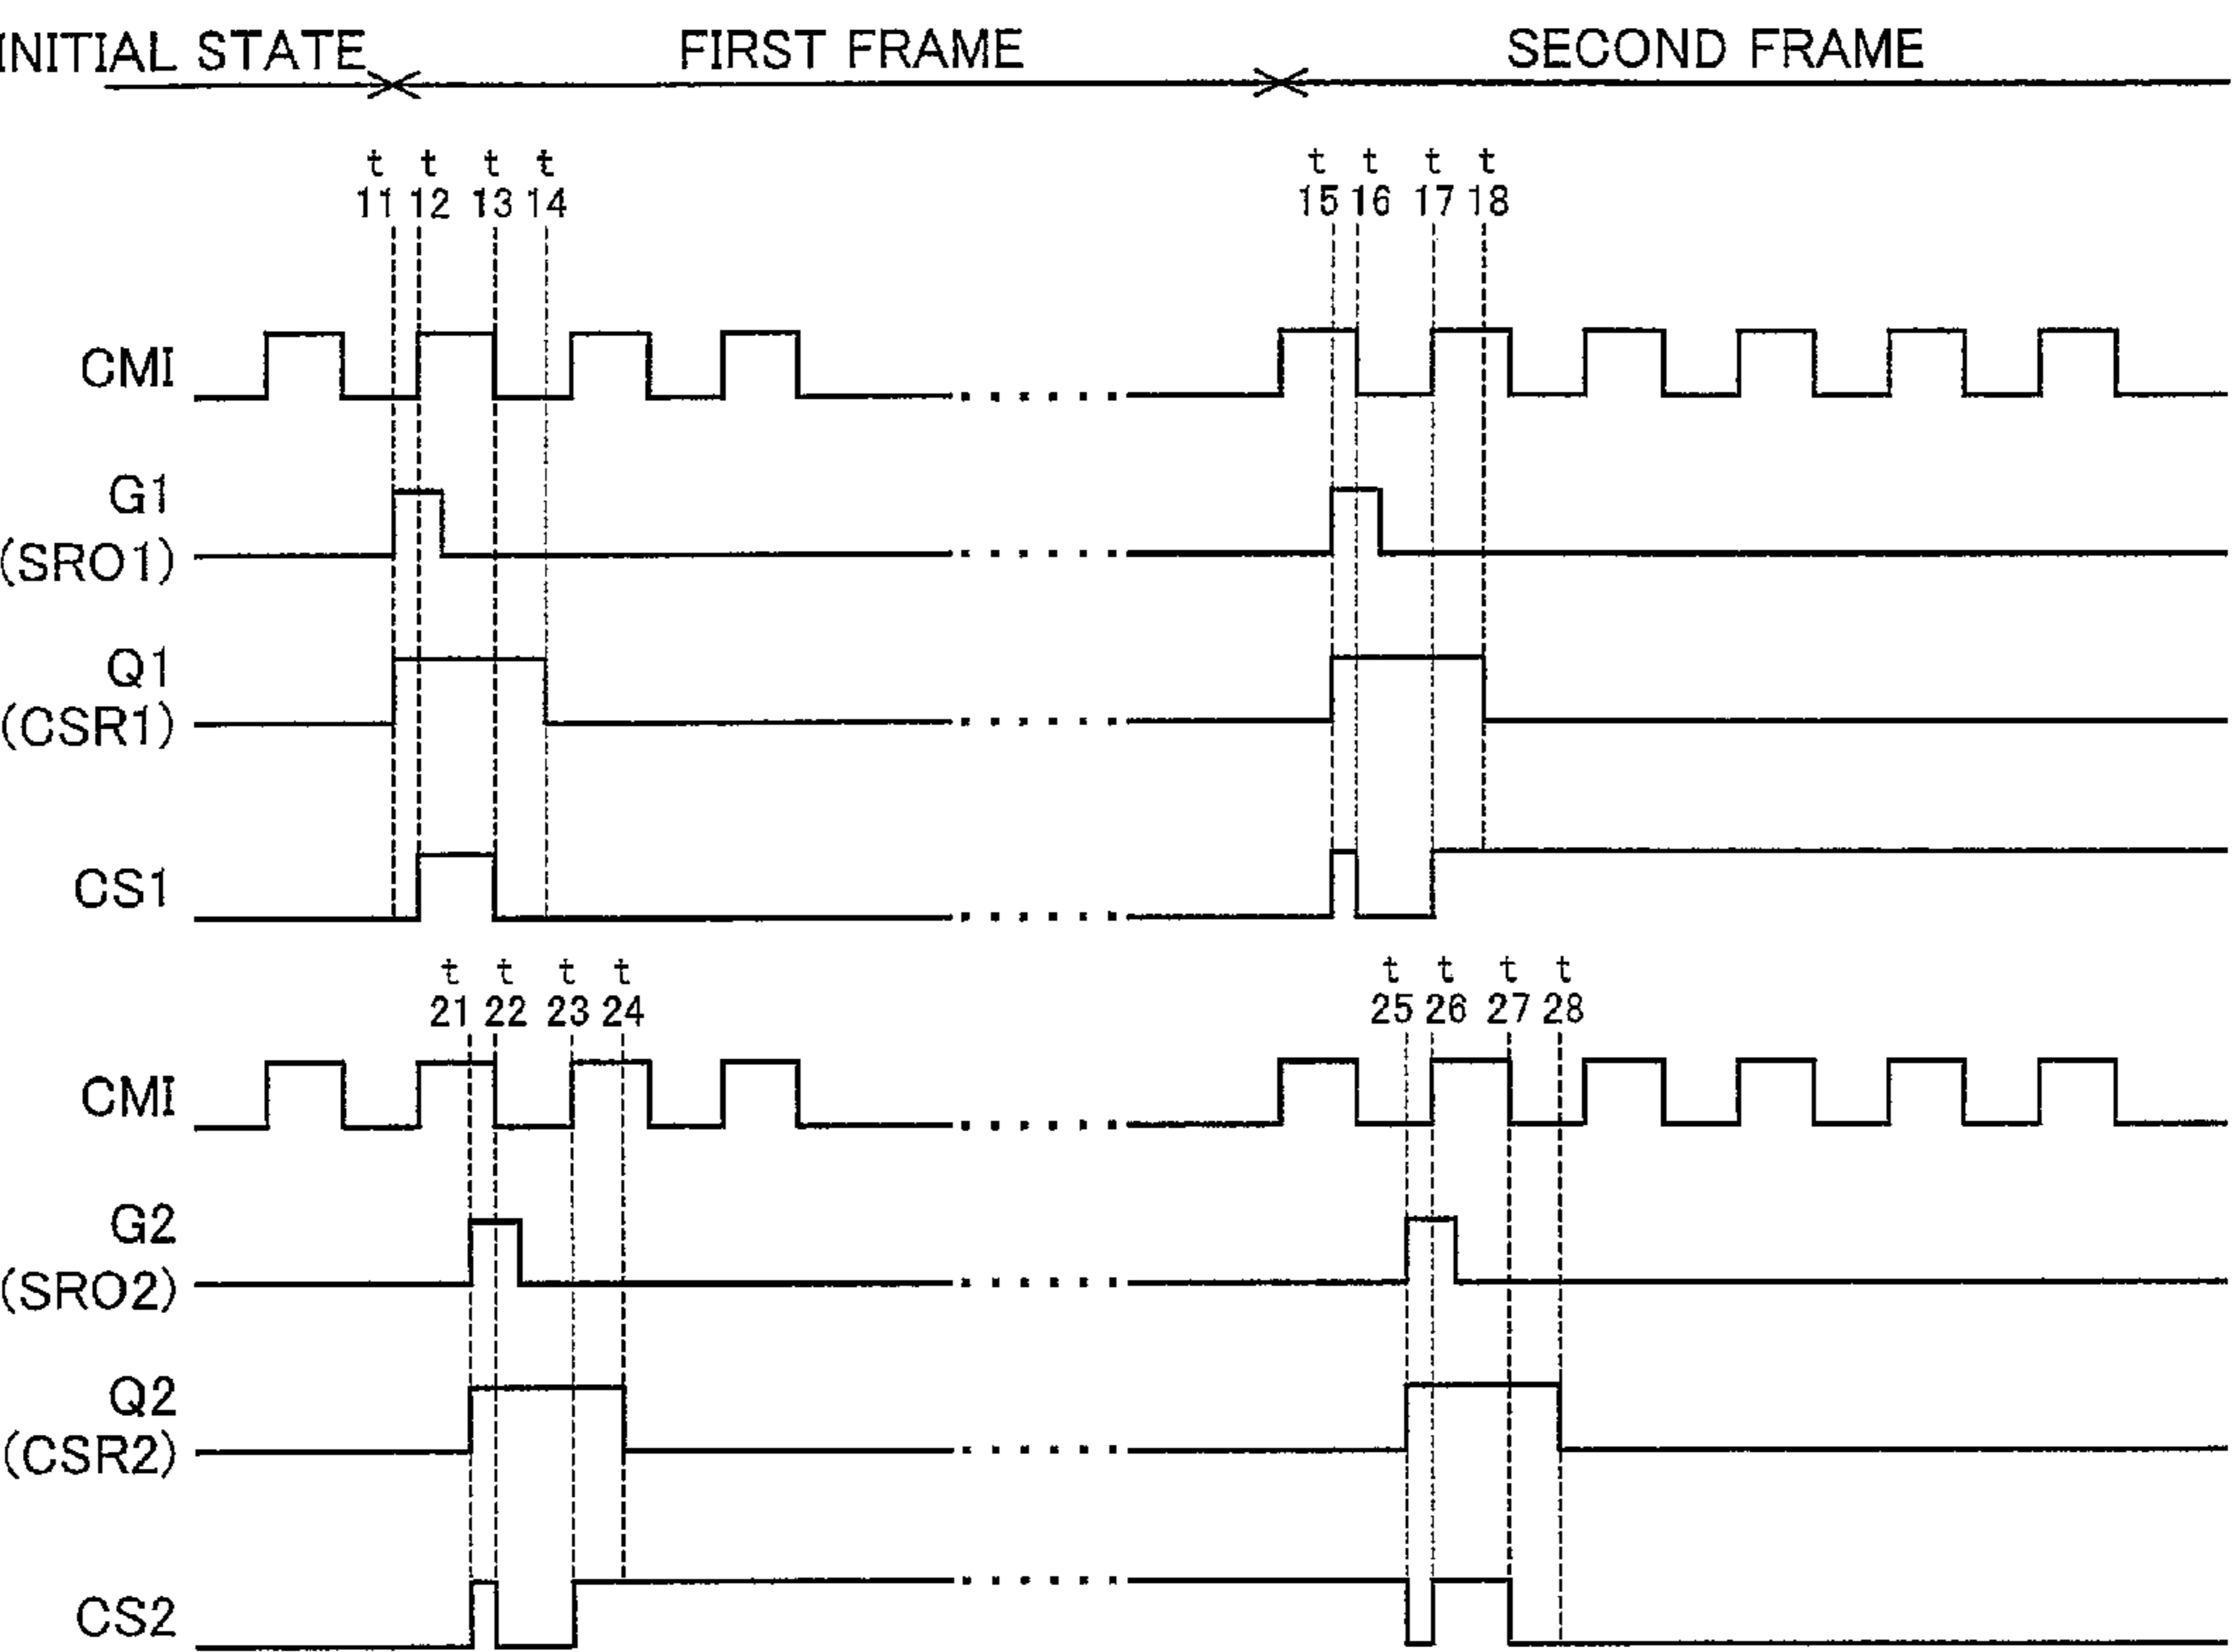 INITIAL STATE FIRST FRAME SECOND FRAME
t t t t t t t t
11 12 13 14 15 16 17 18
CMI
G1
(SRO1)
Q1
(CSR1)
CS1
t t t t t t t t
21 22 23 24 25 26 27 28
CMI
G2
(SRO2)
Q2
(CSR2)
CS2